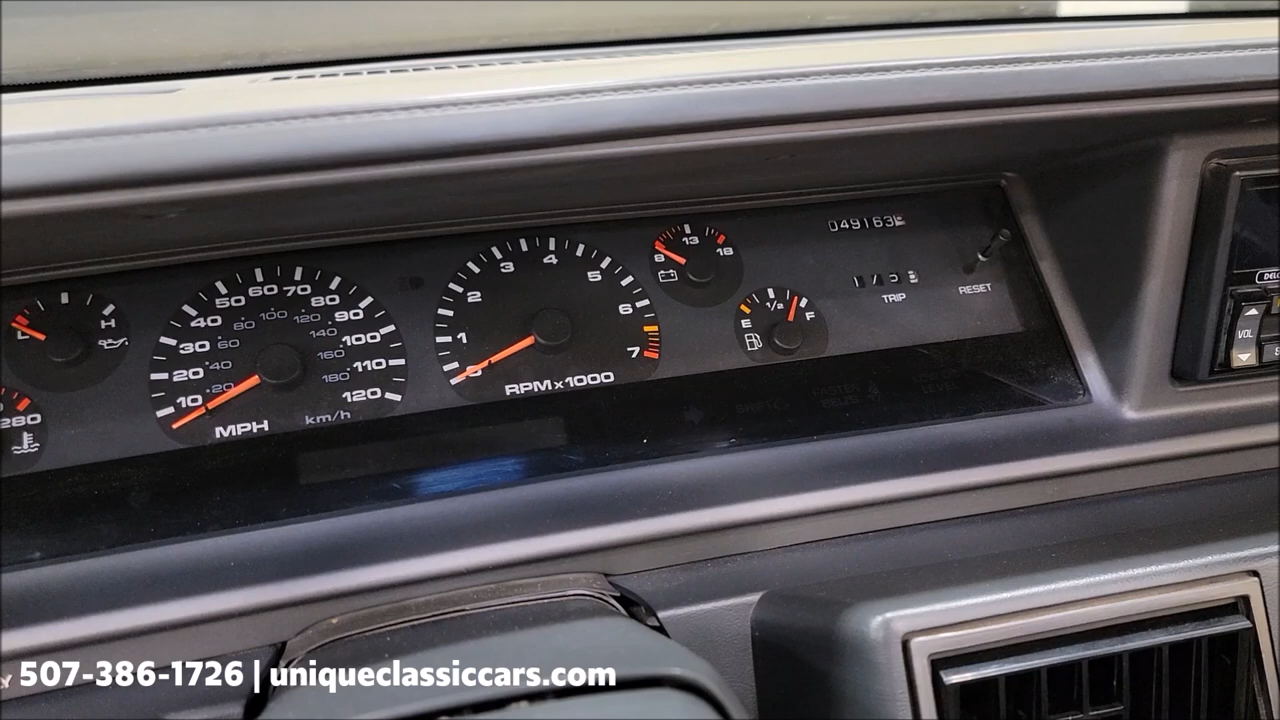 049163
8 13 18
L H
10 20 30 40 50 60 70 80 90 100 110 120
20 40 60 80 100 120 140 160 180
MPH km/h
0 1 2 3 4 5 6 7
RPM x 1000
E 1/2 F
TRIP
RESET
280
VOL
507-386-1726 | uniqueclassiccars.com